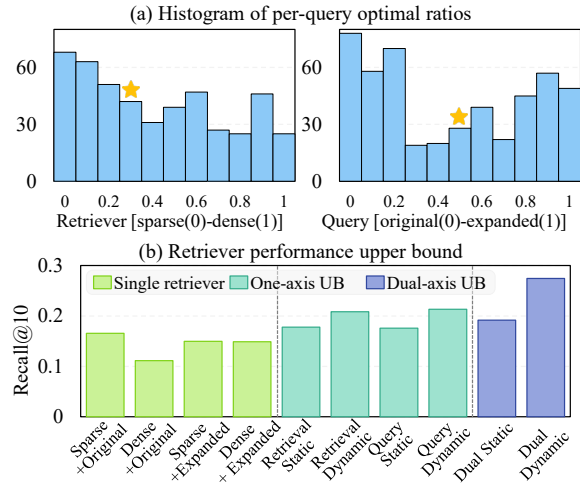 (a) Histogram of per-query optimal ratios
60
30
0
0 0.2 0.4 0.6 0.8 1
Retriever [sparse(0)-dense(1)]
60
30
0
0 0.2 0.4 0.6 0.8 1
Query [original(0)-expanded(1)]
(b) Retriever performance upper bound
Recall@10
0.3
0.2
0.1
0
Single retriever
One-axis UB
Dual-axis UB
Sparse
+Original
Dense
+Original
Sparse
+Expanded
Dense
+ Expanded
Retrieval
Static
Retrieval
Dynamic
Query
Static
Query
Dynamic
Dual Static
Dual
Dynamic